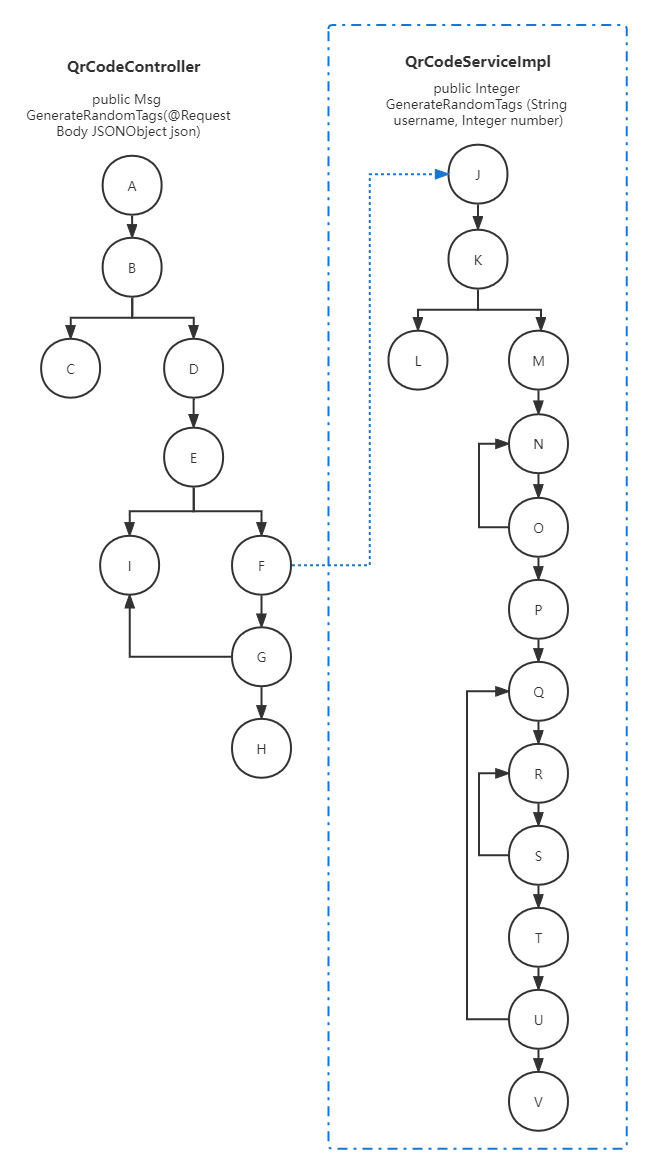 QrCodeController
public Msg
GenerateRandomTags(@Request
Body JSONObject json)
A
B
C
D
E
I
F
G
H
QrCodeServiceImpl
public Integer
GenerateRandomTags (String
username, Integer number)
J
K
L
M
N
O
P
Q
R
S
T
U
V